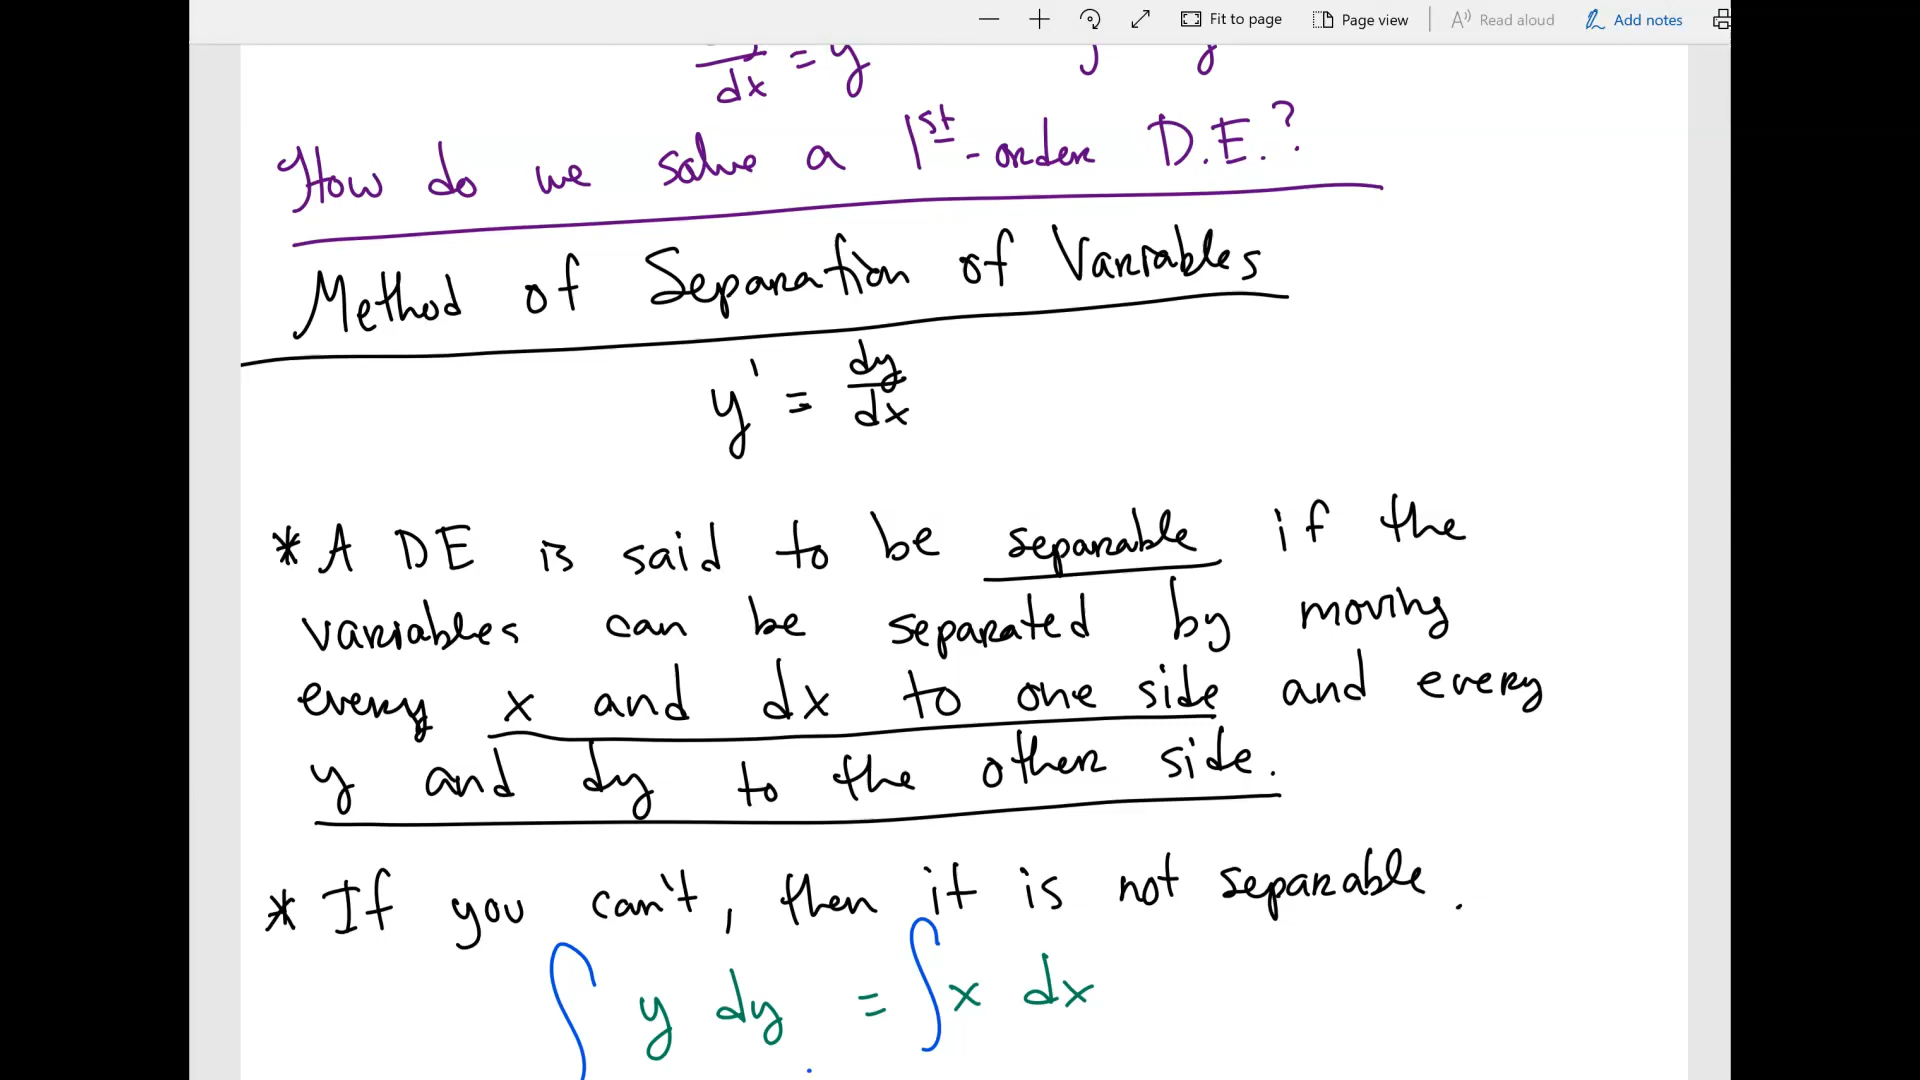 Fit to page Page view Read aloud Add notes
dx = y
How do we solve a 1st-order D.E.?
Method of Separation of Variables
y' = dy/dx
* A DE is said to be separable if the
variables can be separated by moving
every x and dx to one side and every
y and dy to the other side.
* If you can't, then it is not separable.
∫ y dy = ∫ x dx